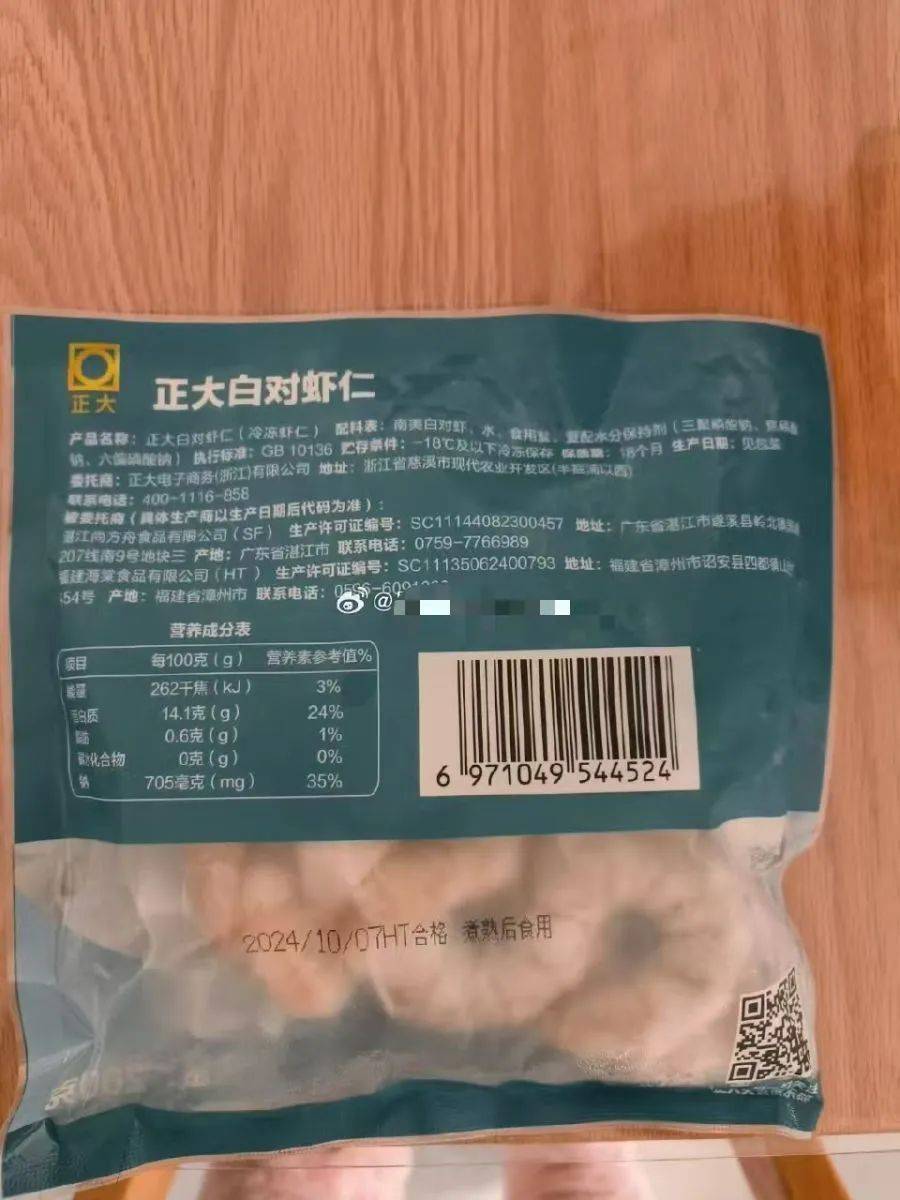 正大
正大白对虾仁
产品名称：正大白对虾仁（冷冻虾仁） 配料表：南美白对虾、水、食用盐、复配水分保持剂（三聚磷酸钠、焦磷酸
钠、六偏磷酸钠） 执行标准：GB 10136 贮存条件：-18℃及以下冷冻保存 保质期：18个月 生产日期：见包装
委托商：正大电子商务(浙江)有限公司 地址：浙江省慈溪市现代农业开发区(半掘浦以西)
联系电话：400-1116-858
被委托商（具体生产商以生产日期后代码为准）：
湛江向方舟食品有限公司（SF） 生产许可证编号：SC11144082300457 地址：广东省湛江市遂溪县岭北镇
207线南9号地块三 产地：广东省湛江市 联系电话：0759-7766989
福建海棠食品有限公司（HT ） 生产许可证编号：SC11135062400793 地址：福建省漳州市诏安县四都镇
54号 产地：福建省漳州市 联系电话：
@
营养成分表
项目 每100克（g） 营养素参考值%
能量 262千焦（kJ） 3%
蛋白质 14.1克（g） 24%
脂肪 0.6克（g） 1%
碳水化合物 0克（g） 0%
钠 705毫克（mg） 35%
6 971049 544524
2024/10/07HT合格 煮熟后食用